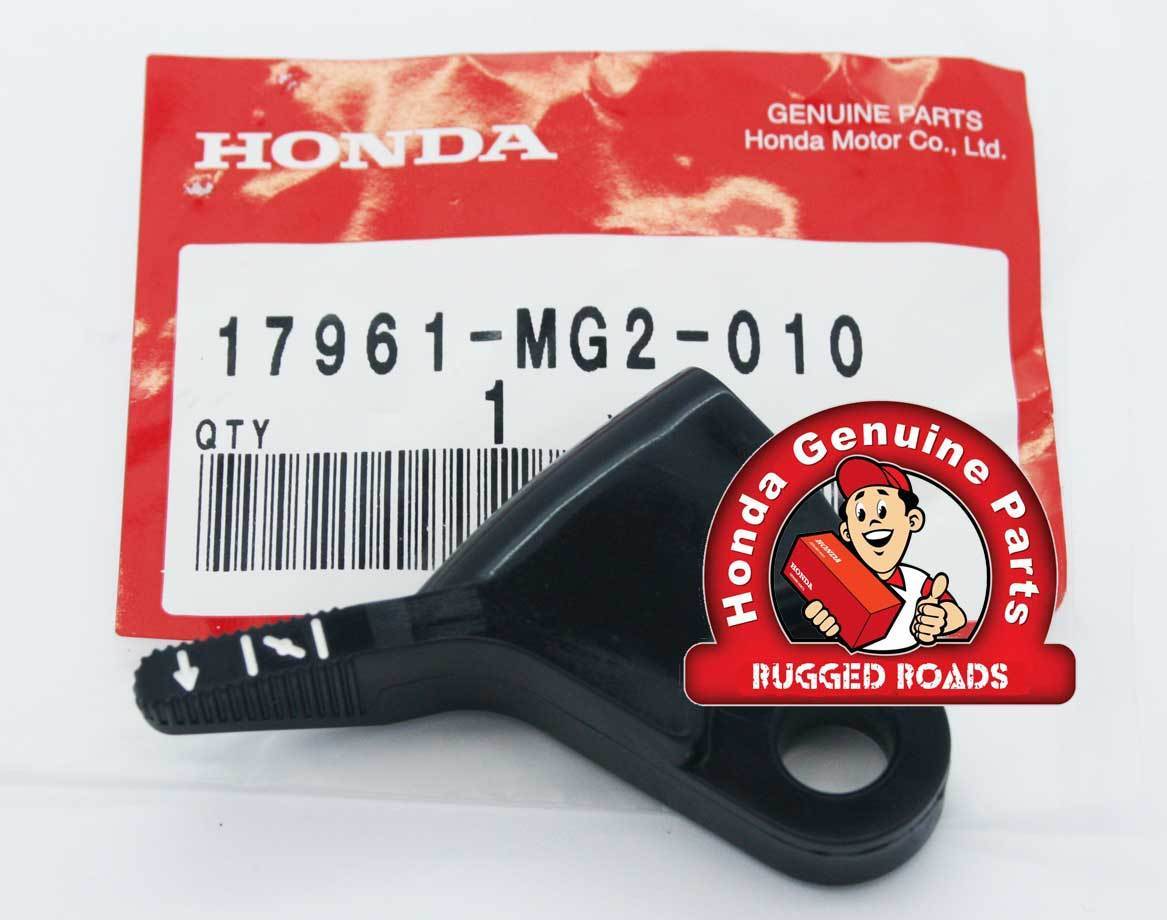 HONDA
GENUINE PARTS
Honda Motor Co., Ltd.
17961-MG2-010
QTY 1
Honda Genuine Parts
HONDA
RUGGED ROADS